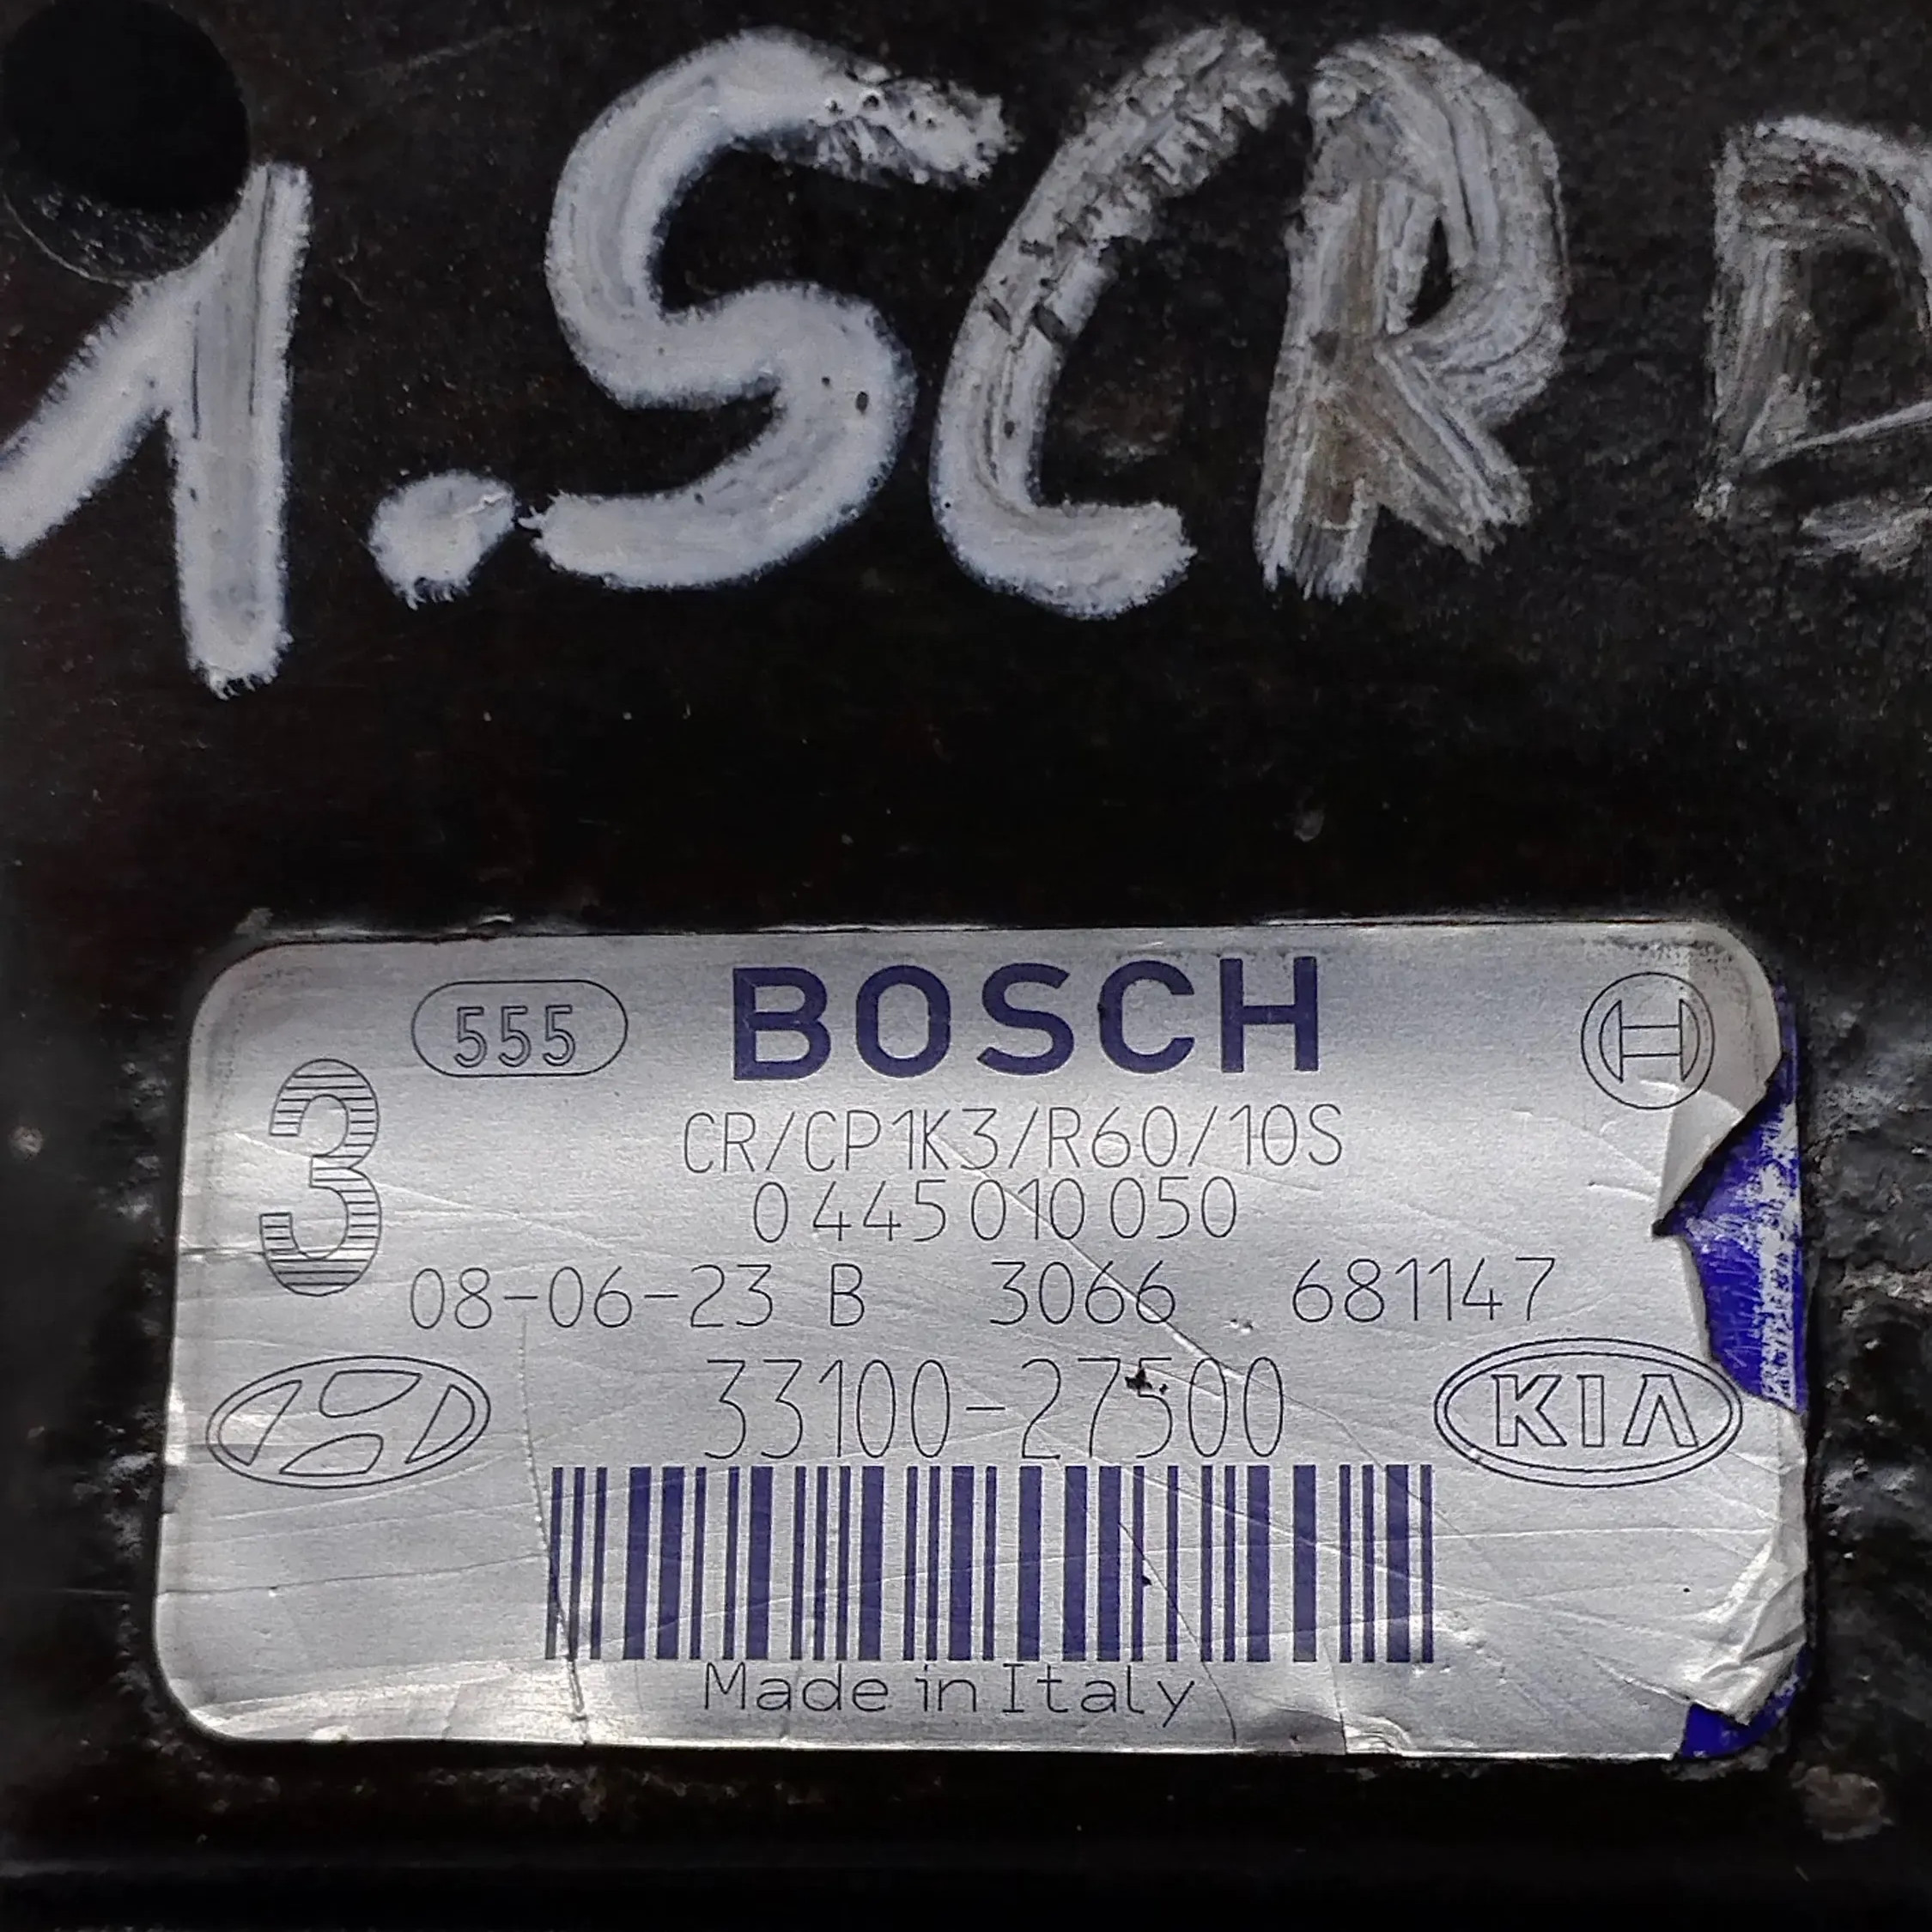 1.5CRD
555
BOSCH
3
CR/CP1K3/R60/10S
0 445 010 050
08-06-23 B 3066 681147
33100-27500
KIA
Made in Italy